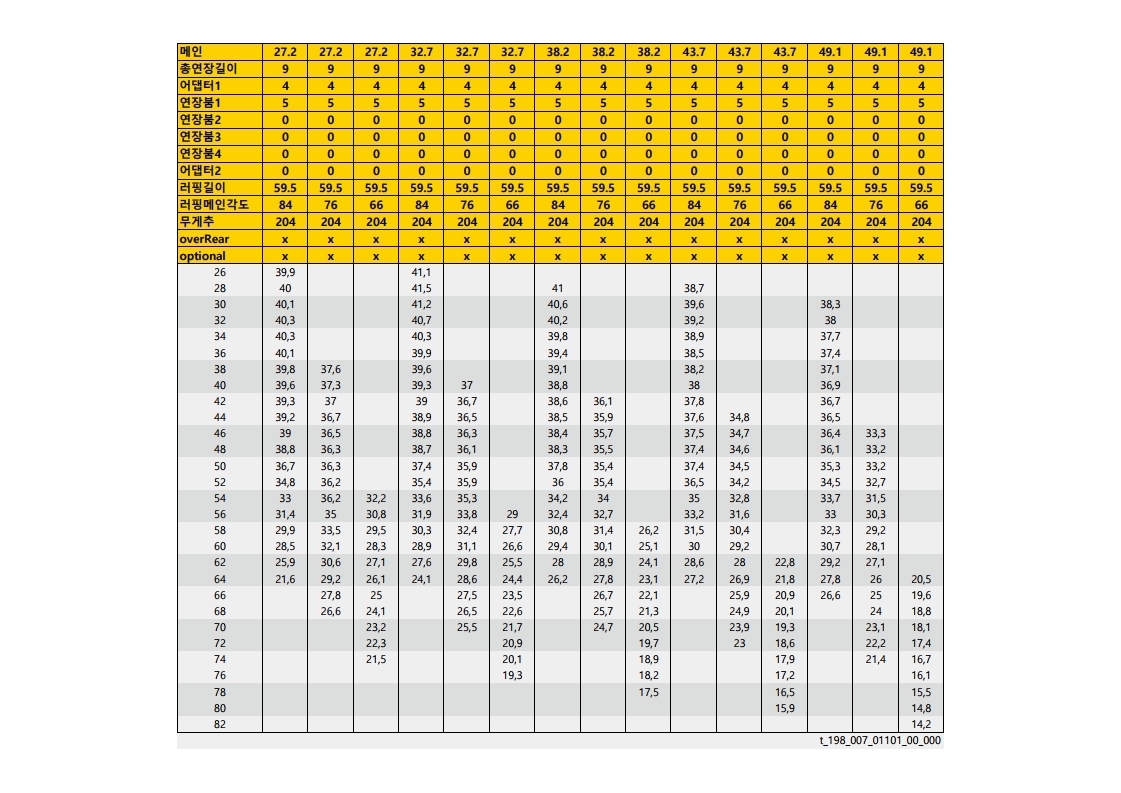 메인 27.2 27.2 27.2 32.7 32.7 32.7 38.2 38.2 38.2 43.7 43.7 43.7 49.1 49.1 49.1
총연장길이 9 9 9 9 9 9 9 9 9 9 9 9 9 9 9
어댑터1 4 4 4 4 4 4 4 4 4 4 4 4 4 4 4
연장붐1 5 5 5 5 5 5 5 5 5 5 5 5 5 5 5
연장붐2 0 0 0 0 0 0 0 0 0 0 0 0 0 0 0
연장붐3 0 0 0 0 0 0 0 0 0 0 0 0 0 0 0
연장붐4 0 0 0 0 0 0 0 0 0 0 0 0 0 0 0
어댑터2 0 0 0 0 0 0 0 0 0 0 0 0 0 0 0
러핑길이 59.5 59.5 59.5 59.5 59.5 59.5 59.5 59.5 59.5 59.5 59.5 59.5 59.5 59.5 59.5
러핑메인각도 84 76 66 84 76 66 84 76 66 84 76 66 84 76 66
무게추 204 204 204 204 204 204 204 204 204 204 204 204 204 204 204
overRear x x x x x x x x x x x x x x x
optional x x x x x x x x x x x x x x x
26 39,9 41,1
28 40 41,5 41 38,7
30 40,1 41,2 40,6 39,6 38,3
32 40,3 40,7 40,2 39,2 38
34 40,3 40,3 39,8 38,9 37,7
36 40,1 39,9 39,4 38,5 37,4
38 39,8 37,6 39,6 39,1 38,2 37,1
40 39,6 37,3 39,3 37 38,8 38 36,9
42 39,3 37 39 36,7 38,6 36,1 37,8 36,7
44 39,2 36,7 38,9 36,5 38,5 35,9 37,6 34,8 36,5
46 39 36,5 38,8 36,3 38,4 35,7 37,5 34,7 36,4 33,3
48 38,8 36,3 38,7 36,1 38,3 35,5 37,4 34,6 36,1 33,2
50 36,7 36,3 37,4 35,9 37,8 35,4 37,4 34,5 35,3 33,2
52 34,8 36,2 35,4 35,9 36 35,4 36,5 34,2 34,5 32,7
54 33 36,2 32,2 33,6 35,3 34,2 34 35 32,8 33,7 31,5
56 31,4 35 30,8 31,9 33,8 29 32,4 32,7 33,2 31,6 33 30,3
58 29,9 33,5 29,5 30,3 32,4 27,7 30,8 31,4 26,2 31,5 30,4 32,3 29,2
60 28,5 32,1 28,3 28,9 31,1 26,6 29,4 30,1 25,1 30 29,2 30,7 28,1
62 25,9 30,6 27,1 27,6 29,8 25,5 28 28,9 24,1 28,6 28 22,8 29,2 27,1
64 21,6 29,2 26,1 24,1 28,6 24,4 26,2 27,8 23,1 27,2 26,9 21,8 27,8 26 20,5
66 27,8 25 27,5 23,5 26,7 22,1 25,9 20,9 26,6 25 19,6
68 26,6 24,1 26,5 22,6 25,7 21,3 24,9 20,1 24 18,8
70 23,2 25,5 21,7 24,7 20,5 23,9 19,3 23,1 18,1
72 22,3 20,9 19,7 23 18,6 22,2 17,4
74 21,5 20,1 18,9 17,9 21,4 16,7
76 19,3 18,2 17,2 16,1
78 17,5 16,5 15,5
80 15,9 14,8
82 14,2
t_198_007_01101_00_000